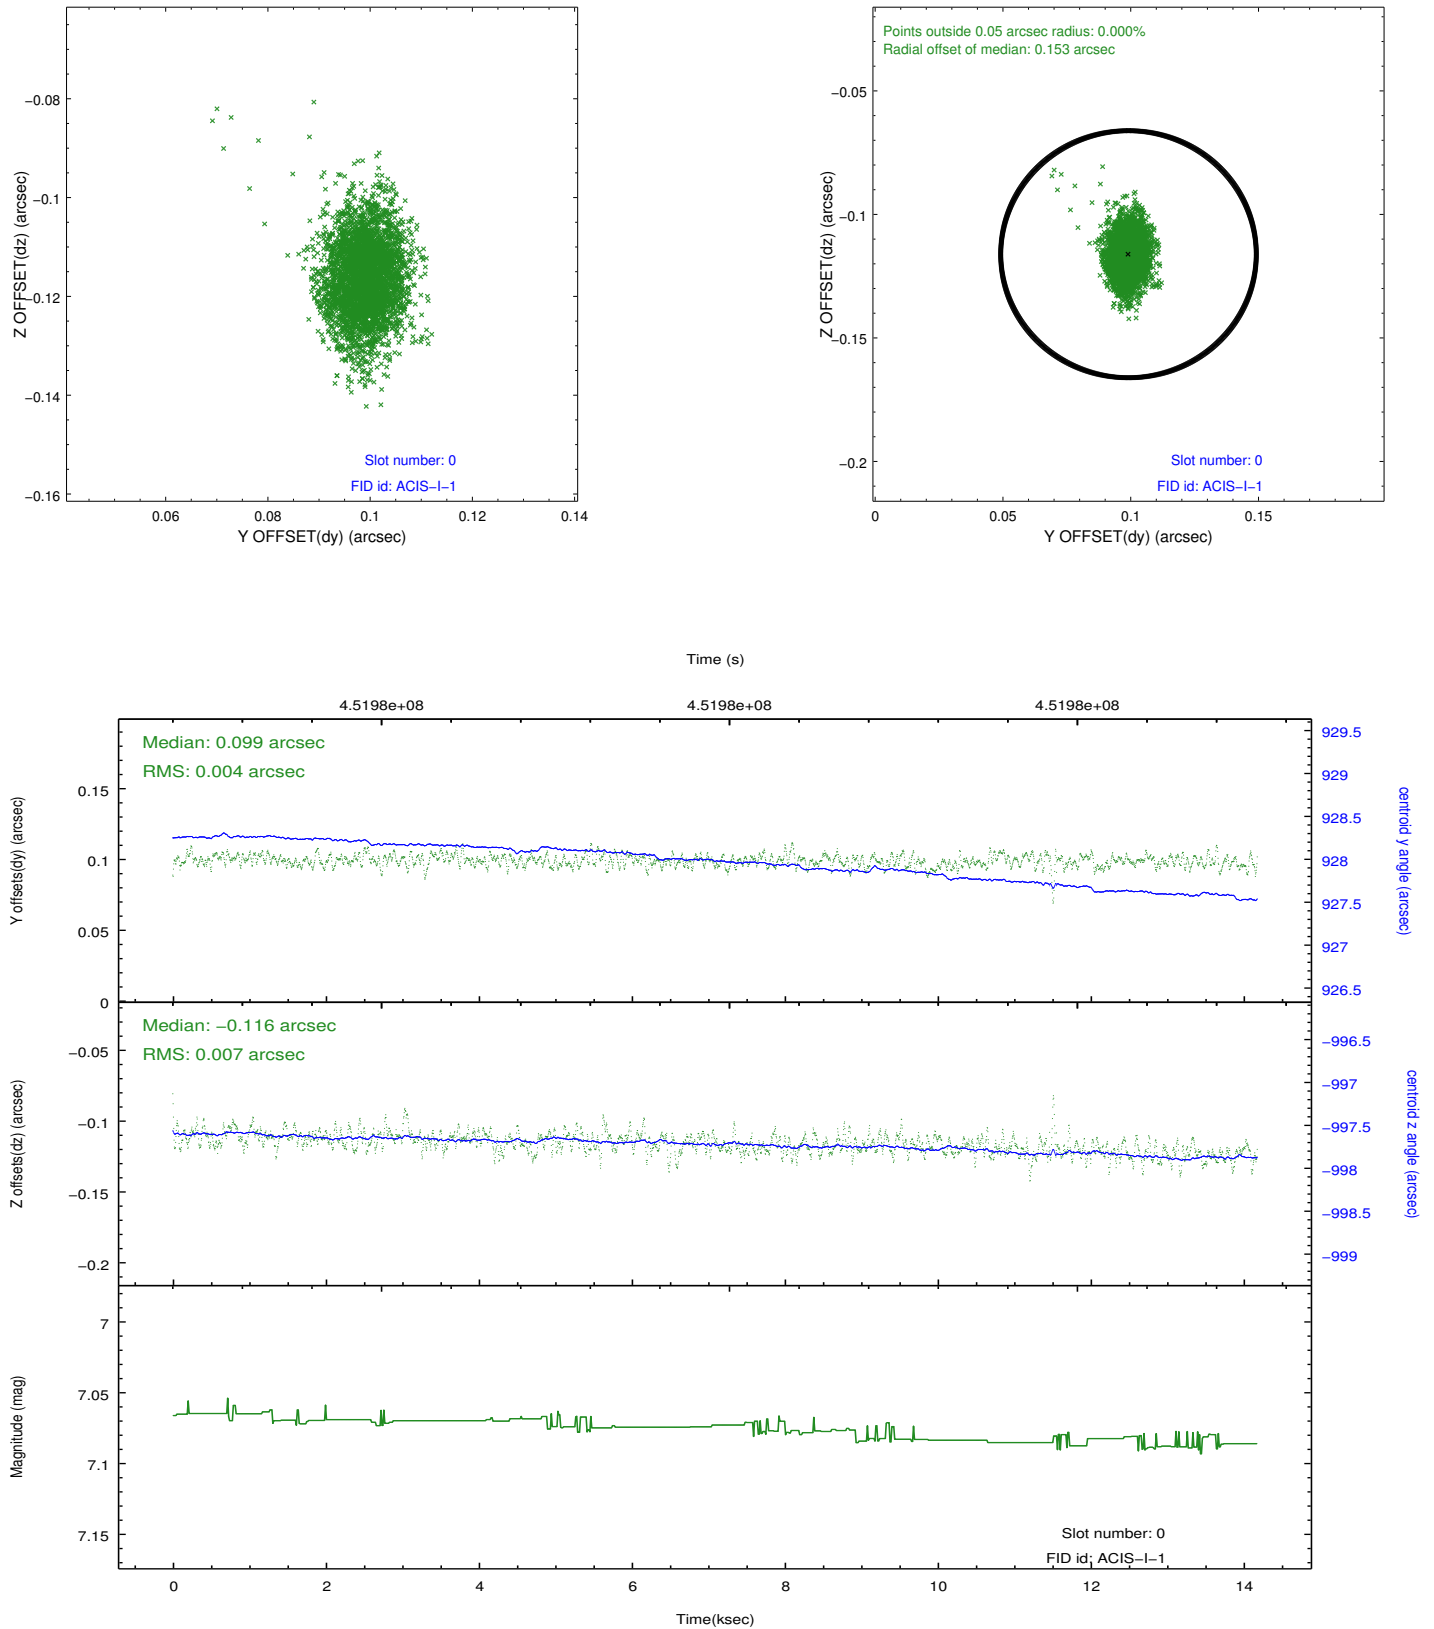 −0.08
−0.1
−0.12
−0.14
−0.16
Z OFFSET(dz) (arcsec)
0.06
0.08
0.1
0.12
0.14
Y OFFSET(dy) (arcsec)
Slot number: 0
FID id: ACIS−I−1
Points outside 0.05 arcsec radius: 0.000%
Radial offset of median: 0.153 arcsec
−0.05
−0.1
−0.15
−0.2
Z OFFSET(dz) (arcsec)
0
0.05
0.1
0.15
Y OFFSET(dy) (arcsec)
Slot number: 0
FID id: ACIS−I−1
Time (s)
4.5198e+08
4.5198e+08
4.5198e+08
Median: 0.099 arcsec
RMS: 0.004 arcsec
Y offsets(dy) (arcsec)
0.15
0.1
0.05
0
929.5
929
928.5
928
927.5
927
926.5
centroid y angle (arcsec)
Median: −0.116 arcsec
RMS: 0.007 arcsec
Z offsets(dz) (arcsec)
−0.05
−0.1
−0.15
−0.2
−996.5
−997
−997.5
−998
−998.5
−999
centroid z angle (arcsec)
Magnitude (mag)
7
7.05
7.1
7.15
Slot number: 0
FID id: ACIS−I−1
0
2
4
6
8
10
12
14
Time(ksec)